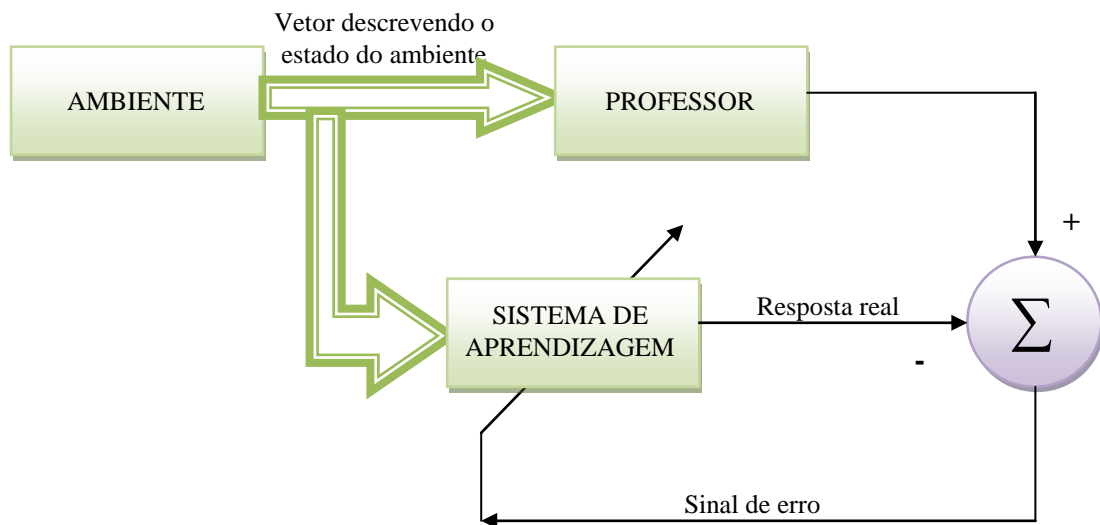 Vetor descrevendo o
estado do ambiente
AMBIENTE
PROFESSOR
+
SISTEMA DE
APRENDIZAGEM
Resposta real
-
Σ
Sinal de erro